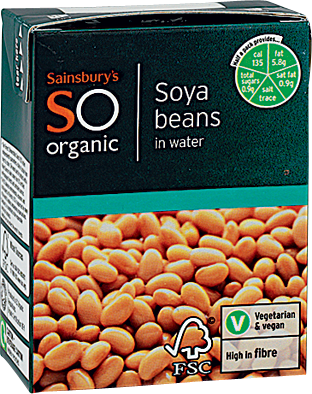 Sainsbury's
SO
organic
Soya
beans
in water
Half a pack provides...
cal
135
fat
5.8g
total
sugars
0.9g
sat fat
0.9g
salt
trace
FSC
V
Vegetarian
& vegan
High in fibre